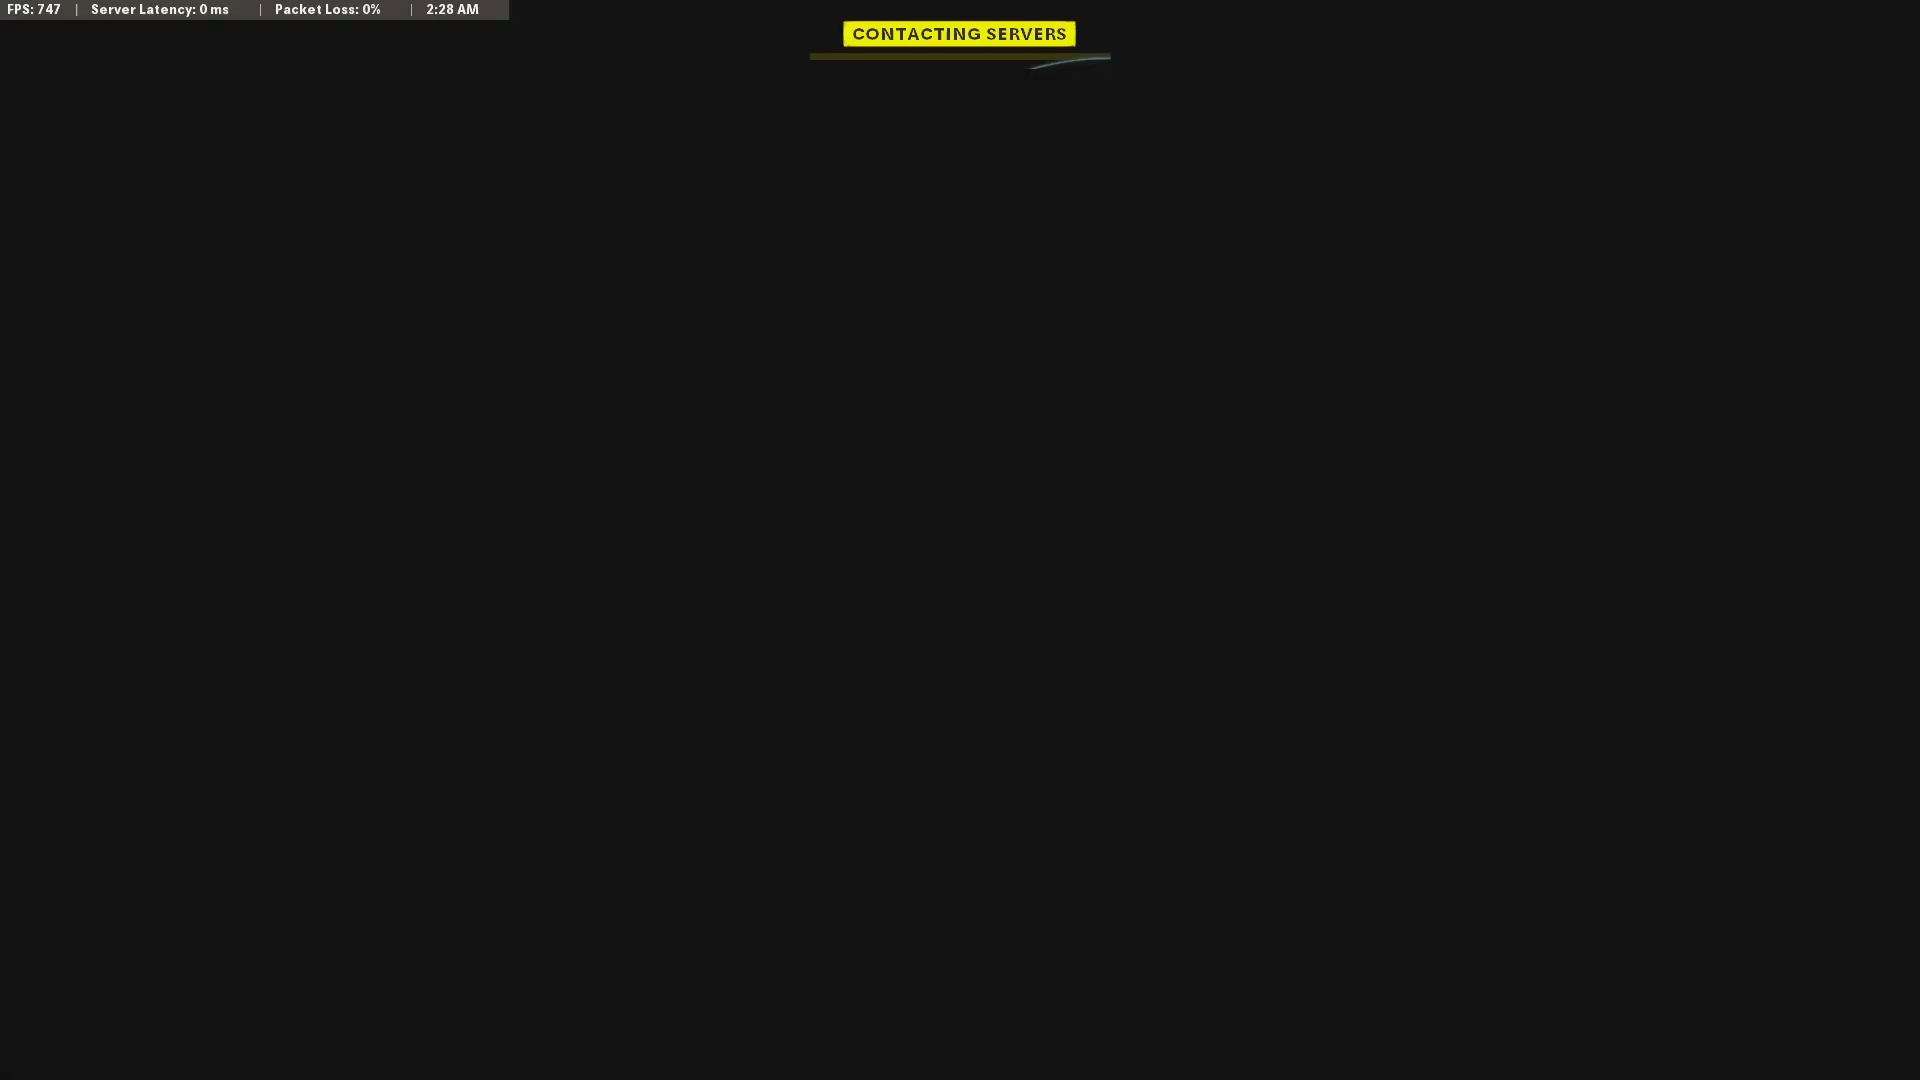 FPS: 747 | Server Latency: 0 ms | Packet Loss: 0% | 2:28 AM
CONTACTING SERVERS